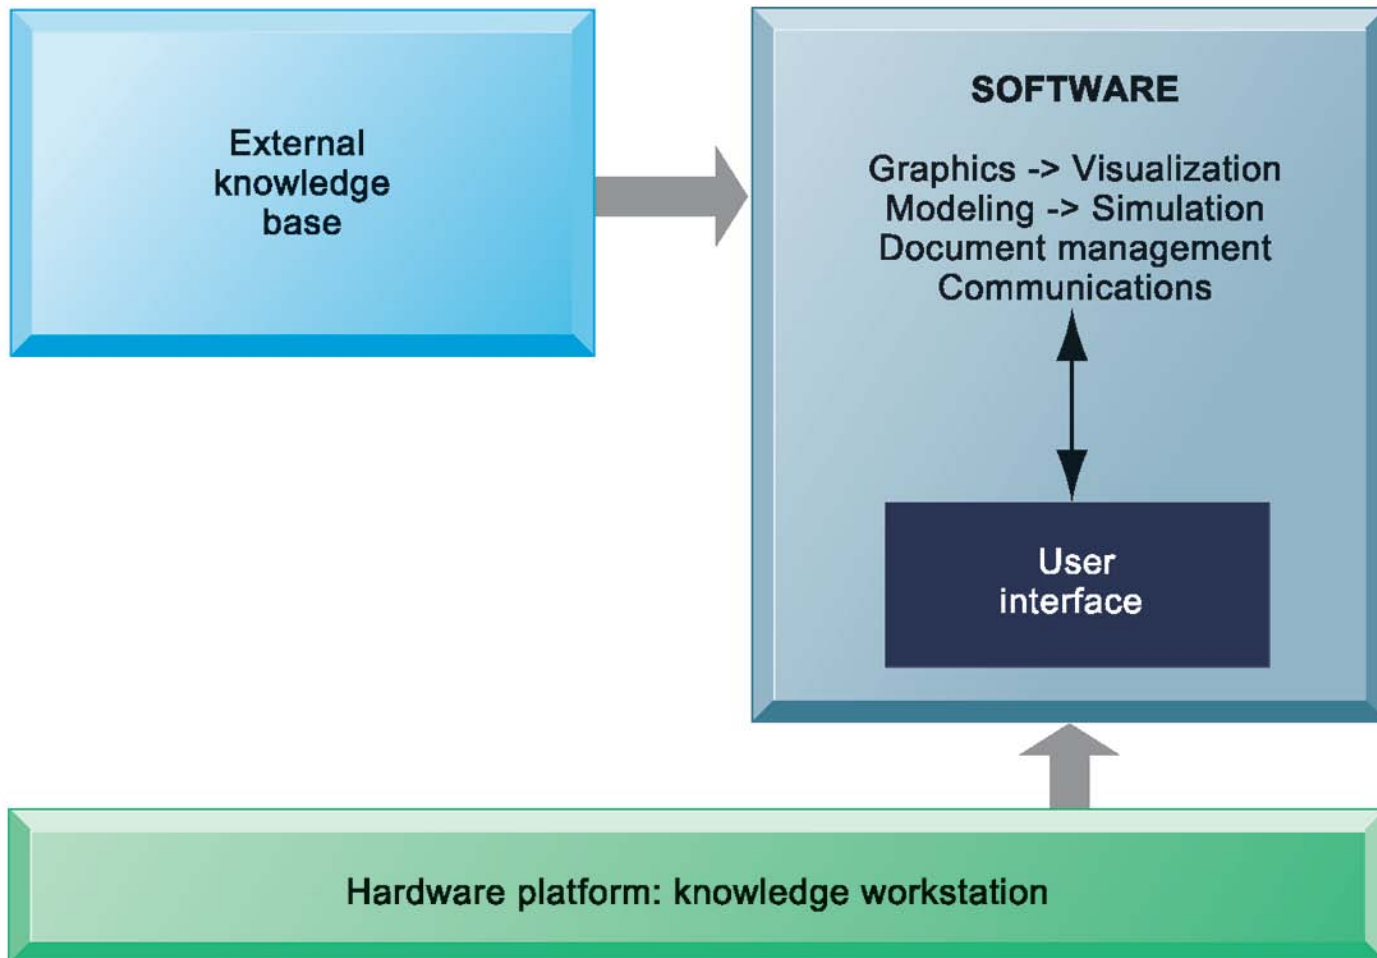 External
knowledge
base
SOFTWARE
Graphics -> Visualization
Modeling -> Simulation
Document management
Communications
User
interface
Hardware platform: knowledge workstation